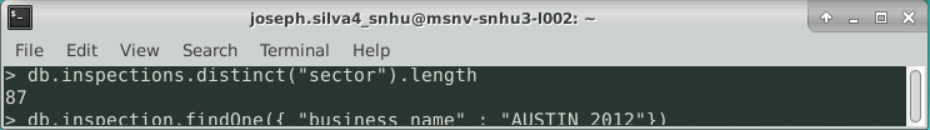 joseph.silva4_snhu@msnv-snhu3-l002: ~
File Edit View Search Terminal Help
> db.inspections.distinct("sector").length
87
> db.inspection.findOne({ "business_name" : "AUSTIN 2012"})